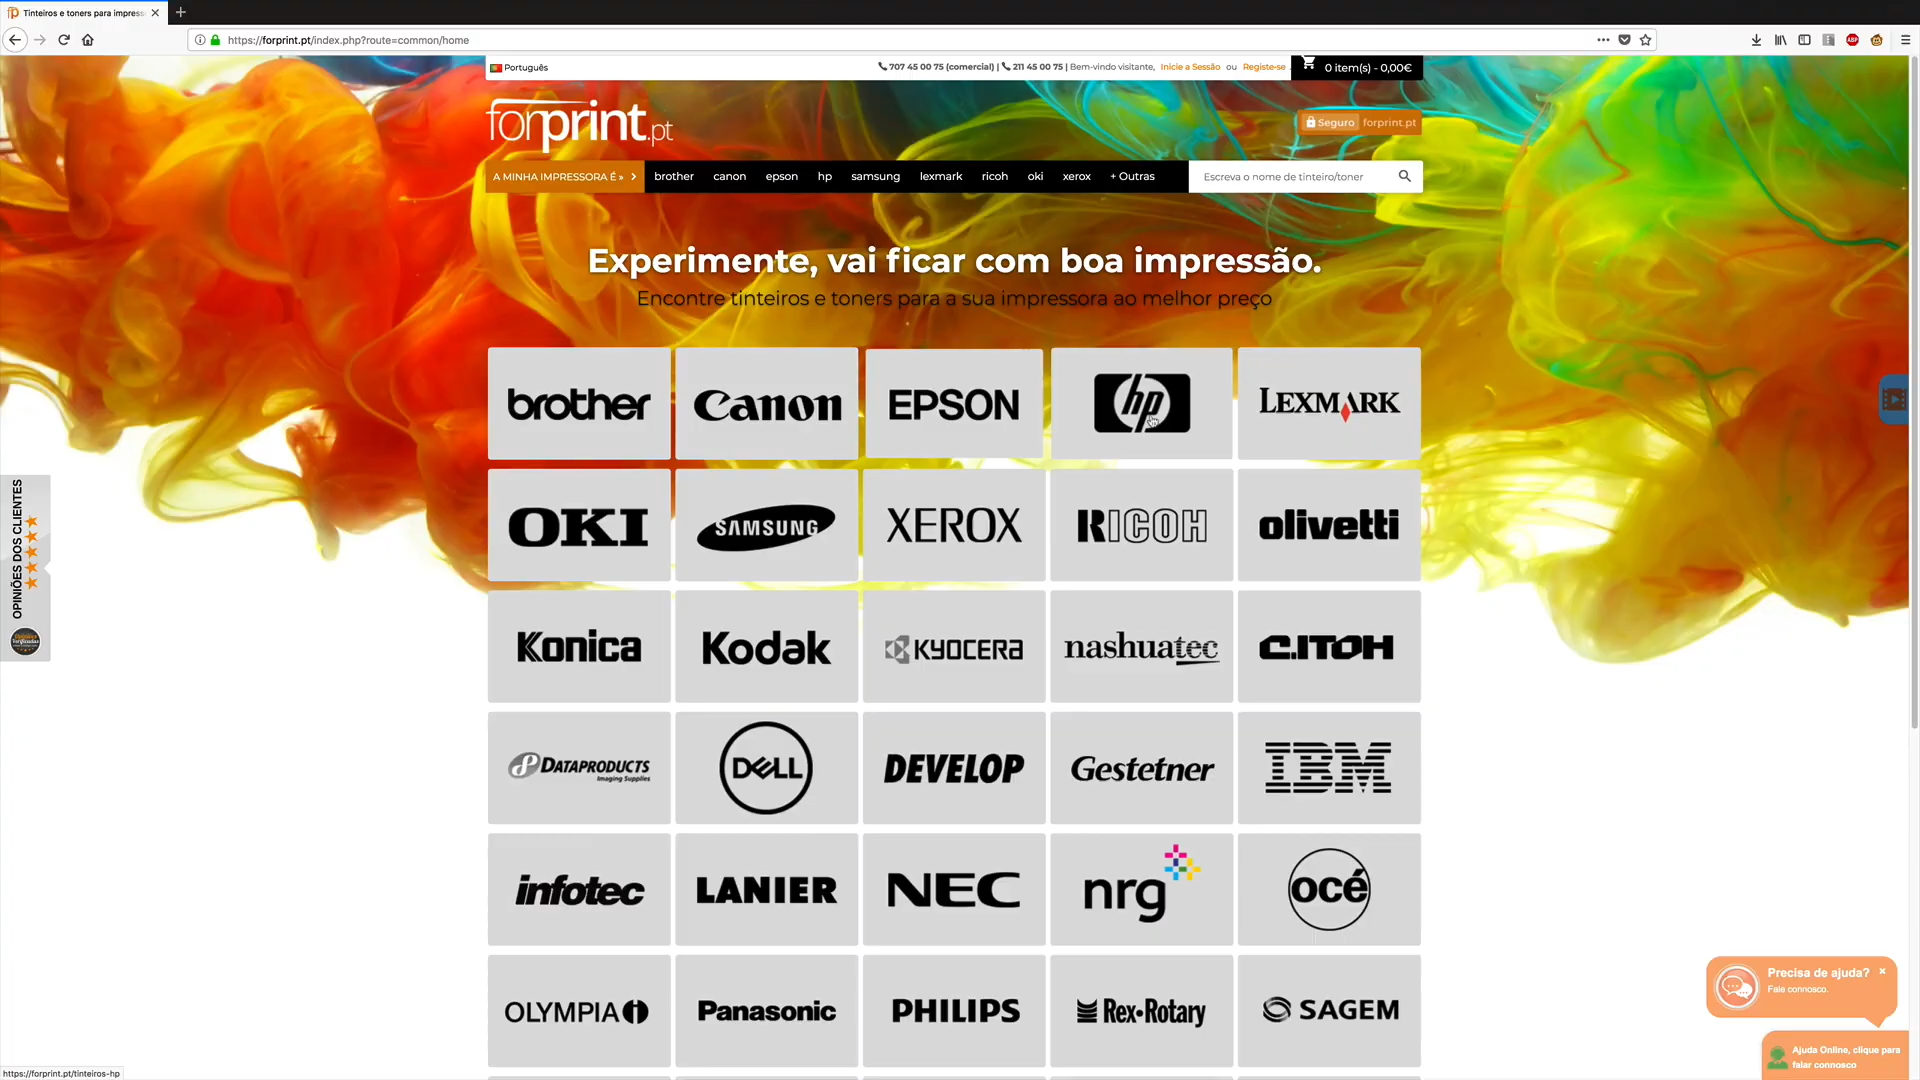 Tinteiros e toners para impress
https://forprint.pt/index.php?route=common/home
ABP
Português
707 45 00 75 (comercial) | 211 45 00 75 | Bem-vindo visitante, Inicie a Sessão ou Registe-se
0 item(s) - 0,00€
forprint.pt
Seguro forprint.pt
A MINHA IMPRESSORA É »
brother canon epson hp samsung lexmark ricoh oki xerox + Outras
Escreva o nome de tinteiro/toner
Experimente, vai ficar com boa impressão.
Encontre tinteiros e toners para a sua impressora ao melhor preço
brother Canon EPSON hp LEXMARK
OKI SAMSUNG XEROX RICOH olivetti
Konica Kodak KYOCERA nashuatec C.ITOH
DATAPRODUCTS
Imaging Supplies
DELL DEVELOP Gestetner IBM
infotec LANIER NEC nrg océ
OLYMPIA Panasonic PHILIPS Rex•Rotary SAGEM
OPINIÕES DOS CLIENTES
Precisa de ajuda?
Fale connosco.
Ajuda Online, clique para
falar connosco
https://forprint.pt/tinteiros-hp